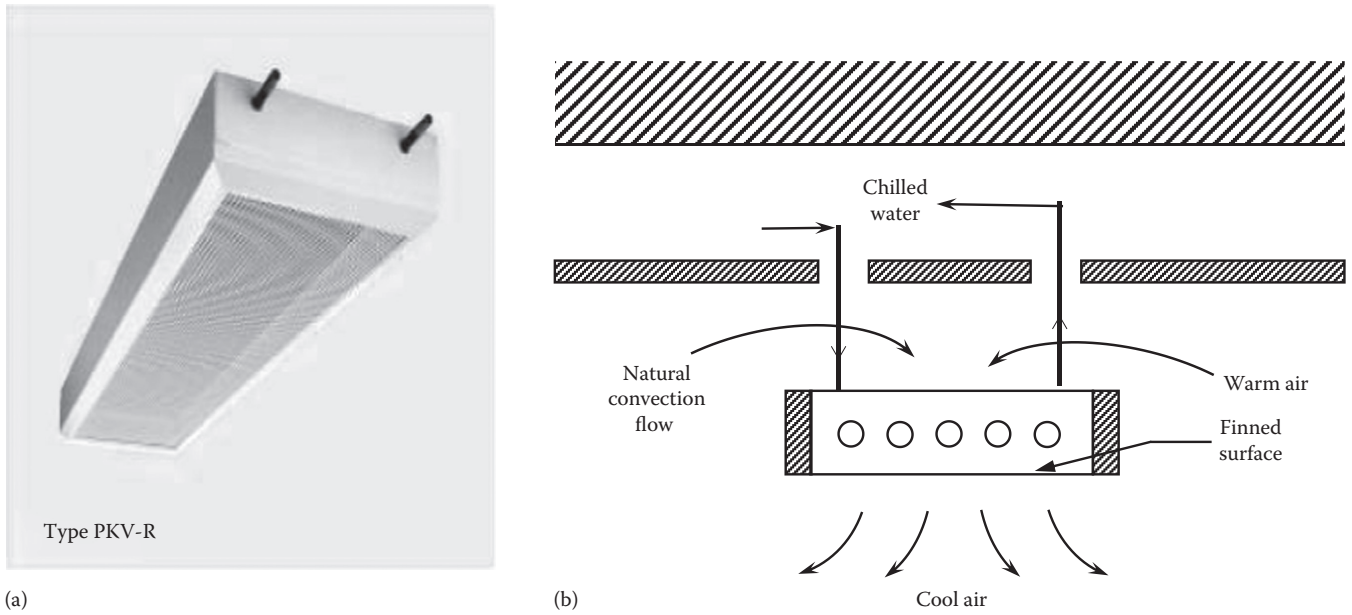 Type PKV-R
(a)
Chilled
water
Natural
convection
flow
Warm air
Finned
surface
Cool air
(b)